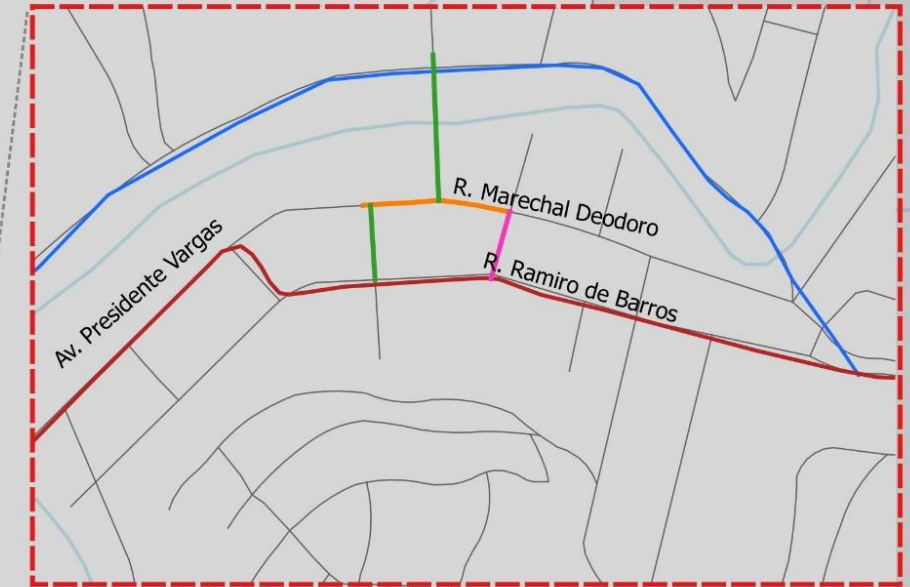 R. Marechal Deodoro
Av. Presidente Vargas
R. Ramiro de Barros